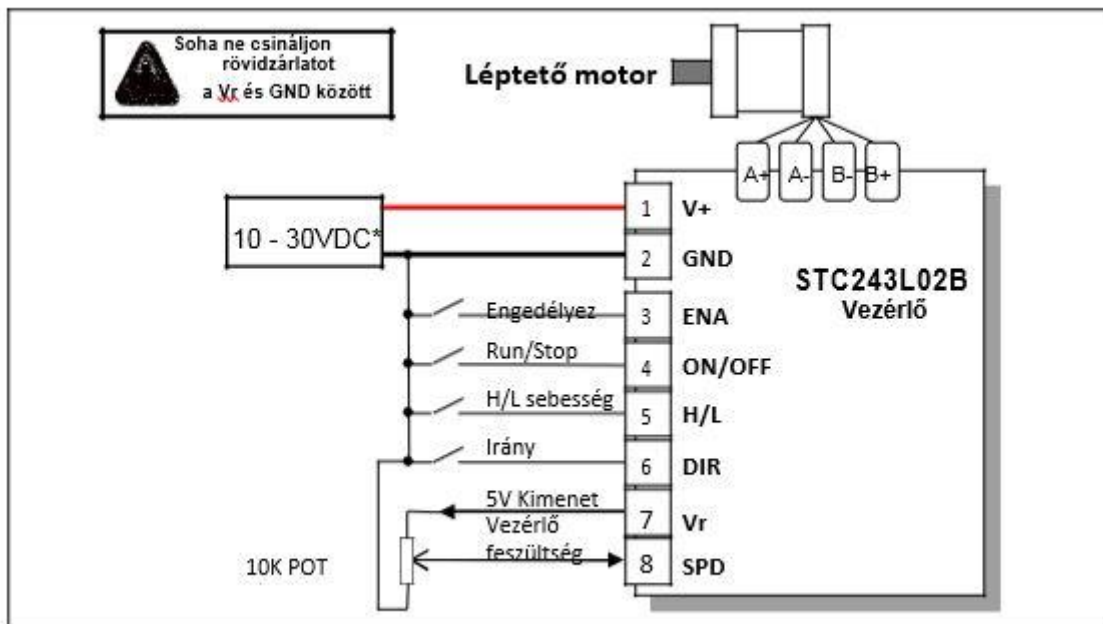 Soha ne csináljon
rövidzárlatot
a Vr és GND között
Léptető motor
A+ A- B- B+
10 - 30VDC*
1 V+
2 GND
STC243L02B
Vezérlő
Engedélyez 3 ENA
Run/Stop 4 ON/OFF
H/L sebesség 5 H/L
Irány 6 DIR
5V Kimenet 7 Vr
Vezérlő
feszültség 8 SPD
10K POT